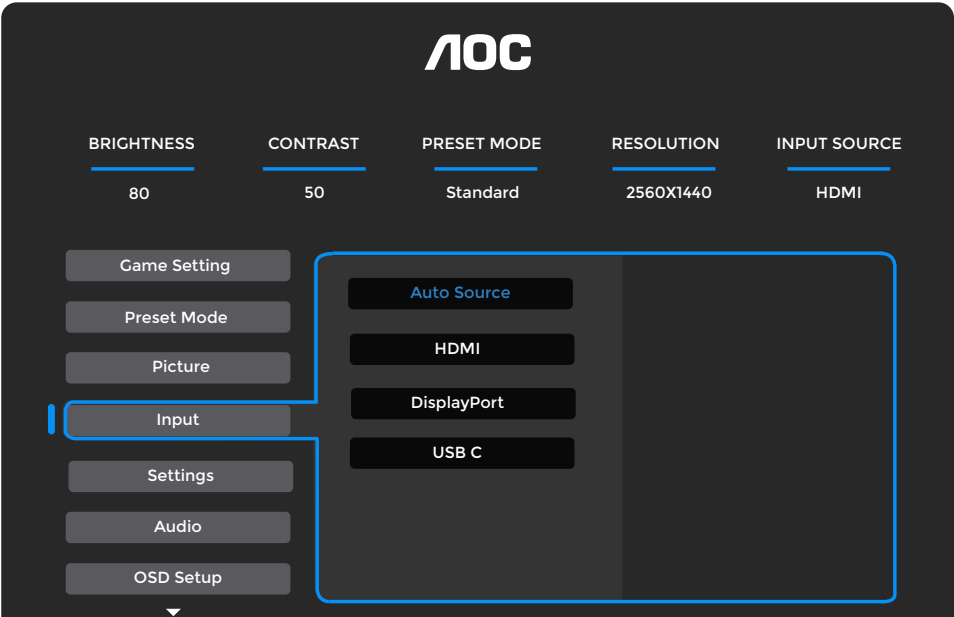 AOC
BRIGHTNESS CONTRAST PRESET MODE RESOLUTION INPUT SOURCE
80 50 Standard 2560X1440 HDMI
Game Setting
Preset Mode
Picture
Input
Settings
Audio
OSD Setup
Auto Source
HDMI
DisplayPort
USB C